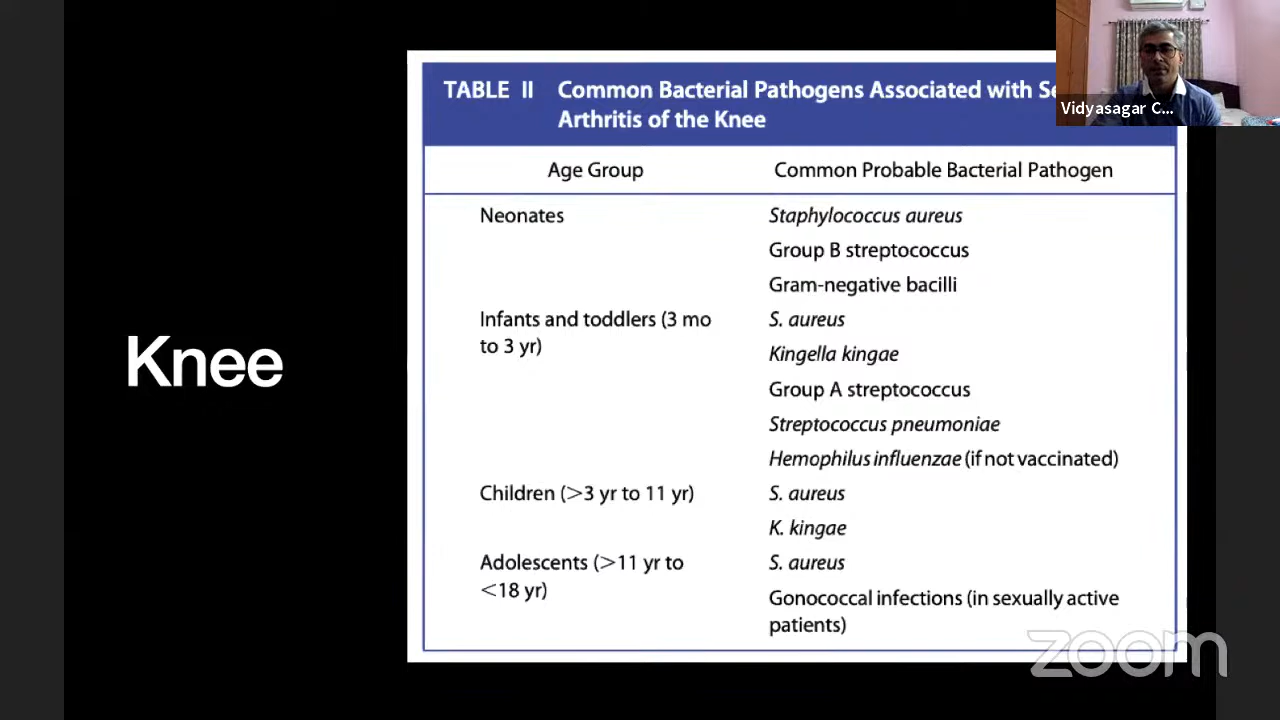 Knee
TABLE II Common Bacterial Pathogens Associated with
Arthritis of the Knee
Age Group Common Probable Bacterial Pathogen
Neonates Staphylococcus aureus
Group B streptococcus
Gram-negative bacilli
Infants and toddlers (3 mo S. aureus
to 3 yr) Kingella kingae
Group A streptococcus
Streptococcus pneumoniae
Hemophilus influenzae (if not vaccinated)
Children (>3 yr to 11 yr) S. aureus
K. kingae
Adolescents (>11 yr to S. aureus
<18 yr) Gonococcal infections (in sexually active
patients)
Vidyasagar C...
zoom